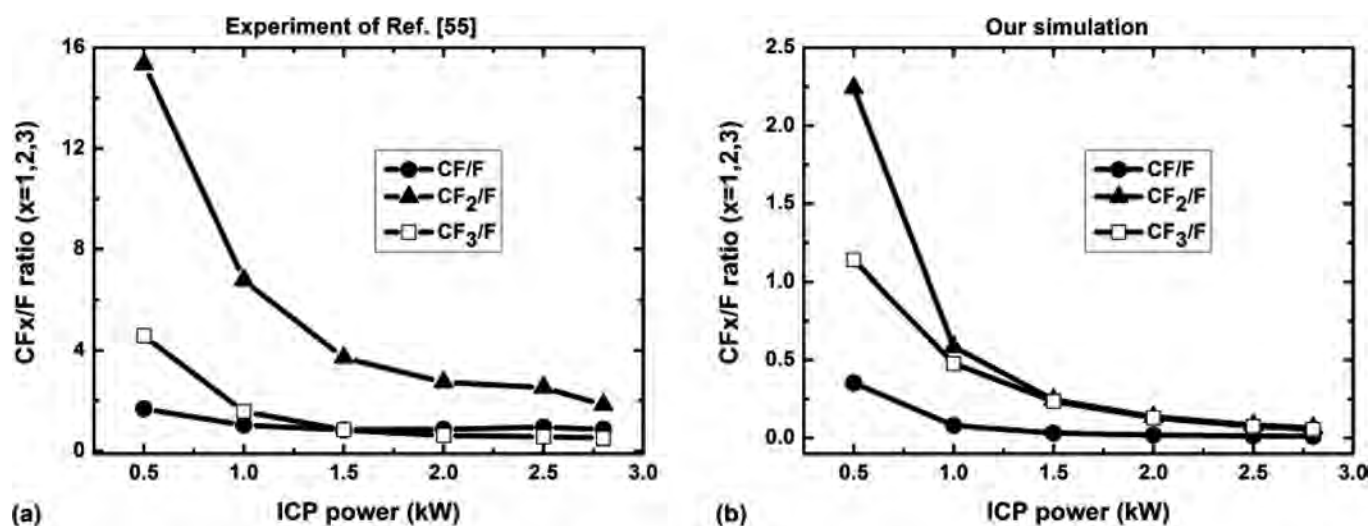 Experiment of Ref. [55]
16
12
8
4
0
CFx/F ratio (x=1,2,3)
CF/F
CF2/F
CF3/F
0.5 1.0 1.5 2.0 2.5 3.0
(a) ICP power (kW)
Our simulation
2.5
2.0
1.5
1.0
0.5
0.0
CFx/F ratio (x=1,2,3)
CF/F
CF2/F
CF3/F
0.5 1.0 1.5 2.0 2.5 3.0
(b) ICP power (kW)